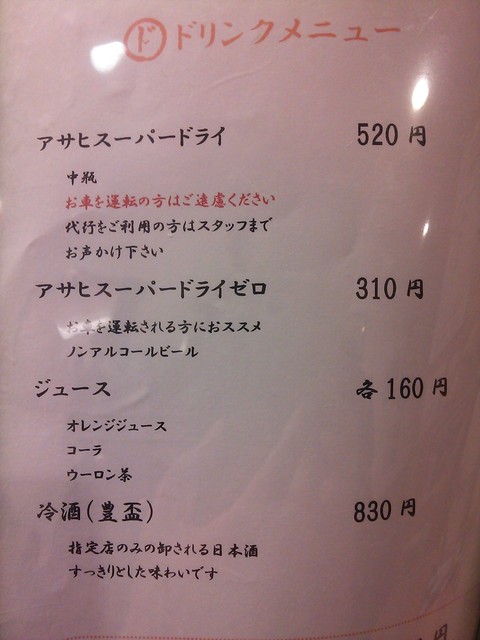 ド ドリンクメニュー
アサヒスーパードライ 520円
中瓶
お車を運転の方はご遠慮ください
代行をご利用の方はスタッフまで
お声かけ下さい
アサヒスーパードライゼロ 310円
お車を運転される方におススメ
ノンアルコールビール
ジュース 各160円
オレンジジュース
コーラ
ウーロン茶
冷酒(豊盃) 830円
指定店のみの卸される日本酒
すっきりとした味わいです
円